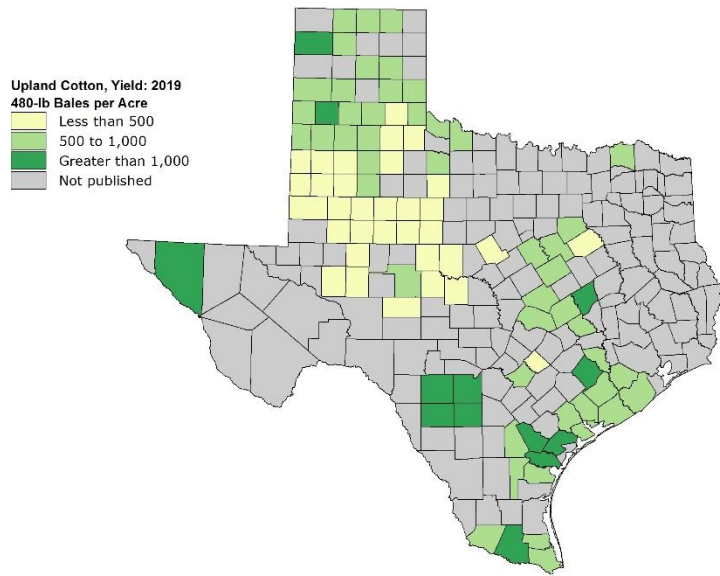 Upland Cotton, Yield: 2019
480-lb Bales per Acre
Less than 500
500 to 1,000
Greater than 1,000
Not published